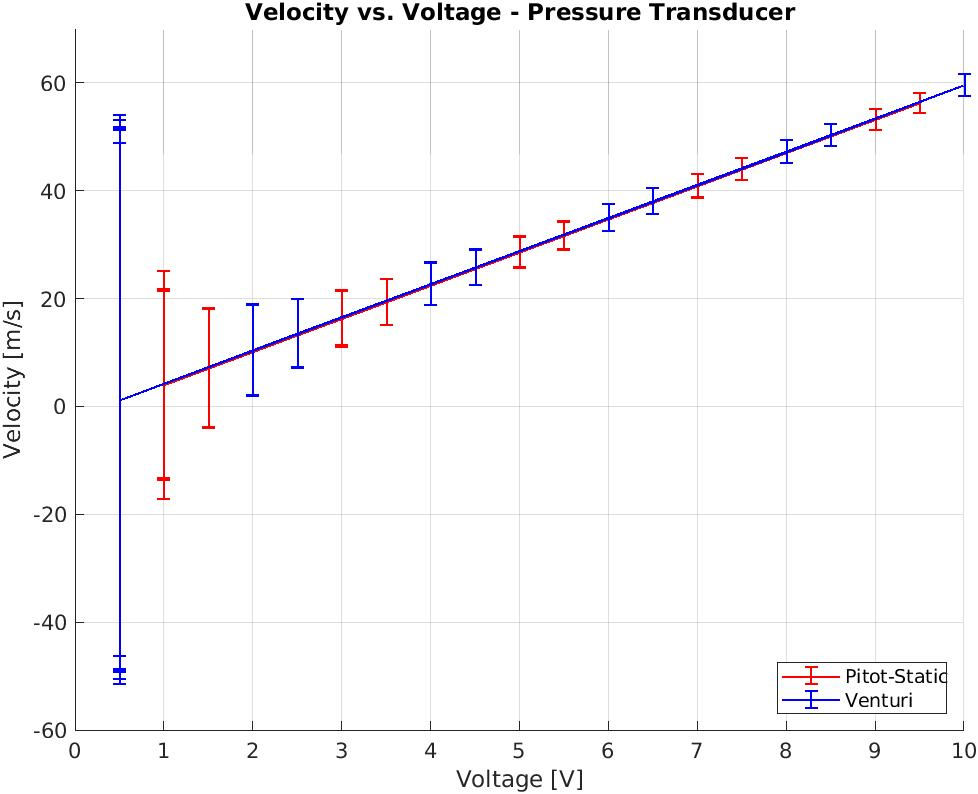 Velocity vs. Voltage - Pressure Transducer
Velocity [m/s]
60
40
20
0
-20
-40
-60
0 1 2 3 4 5 6 7 8 9 10
Voltage [V]
Pitot-Static
Venturi